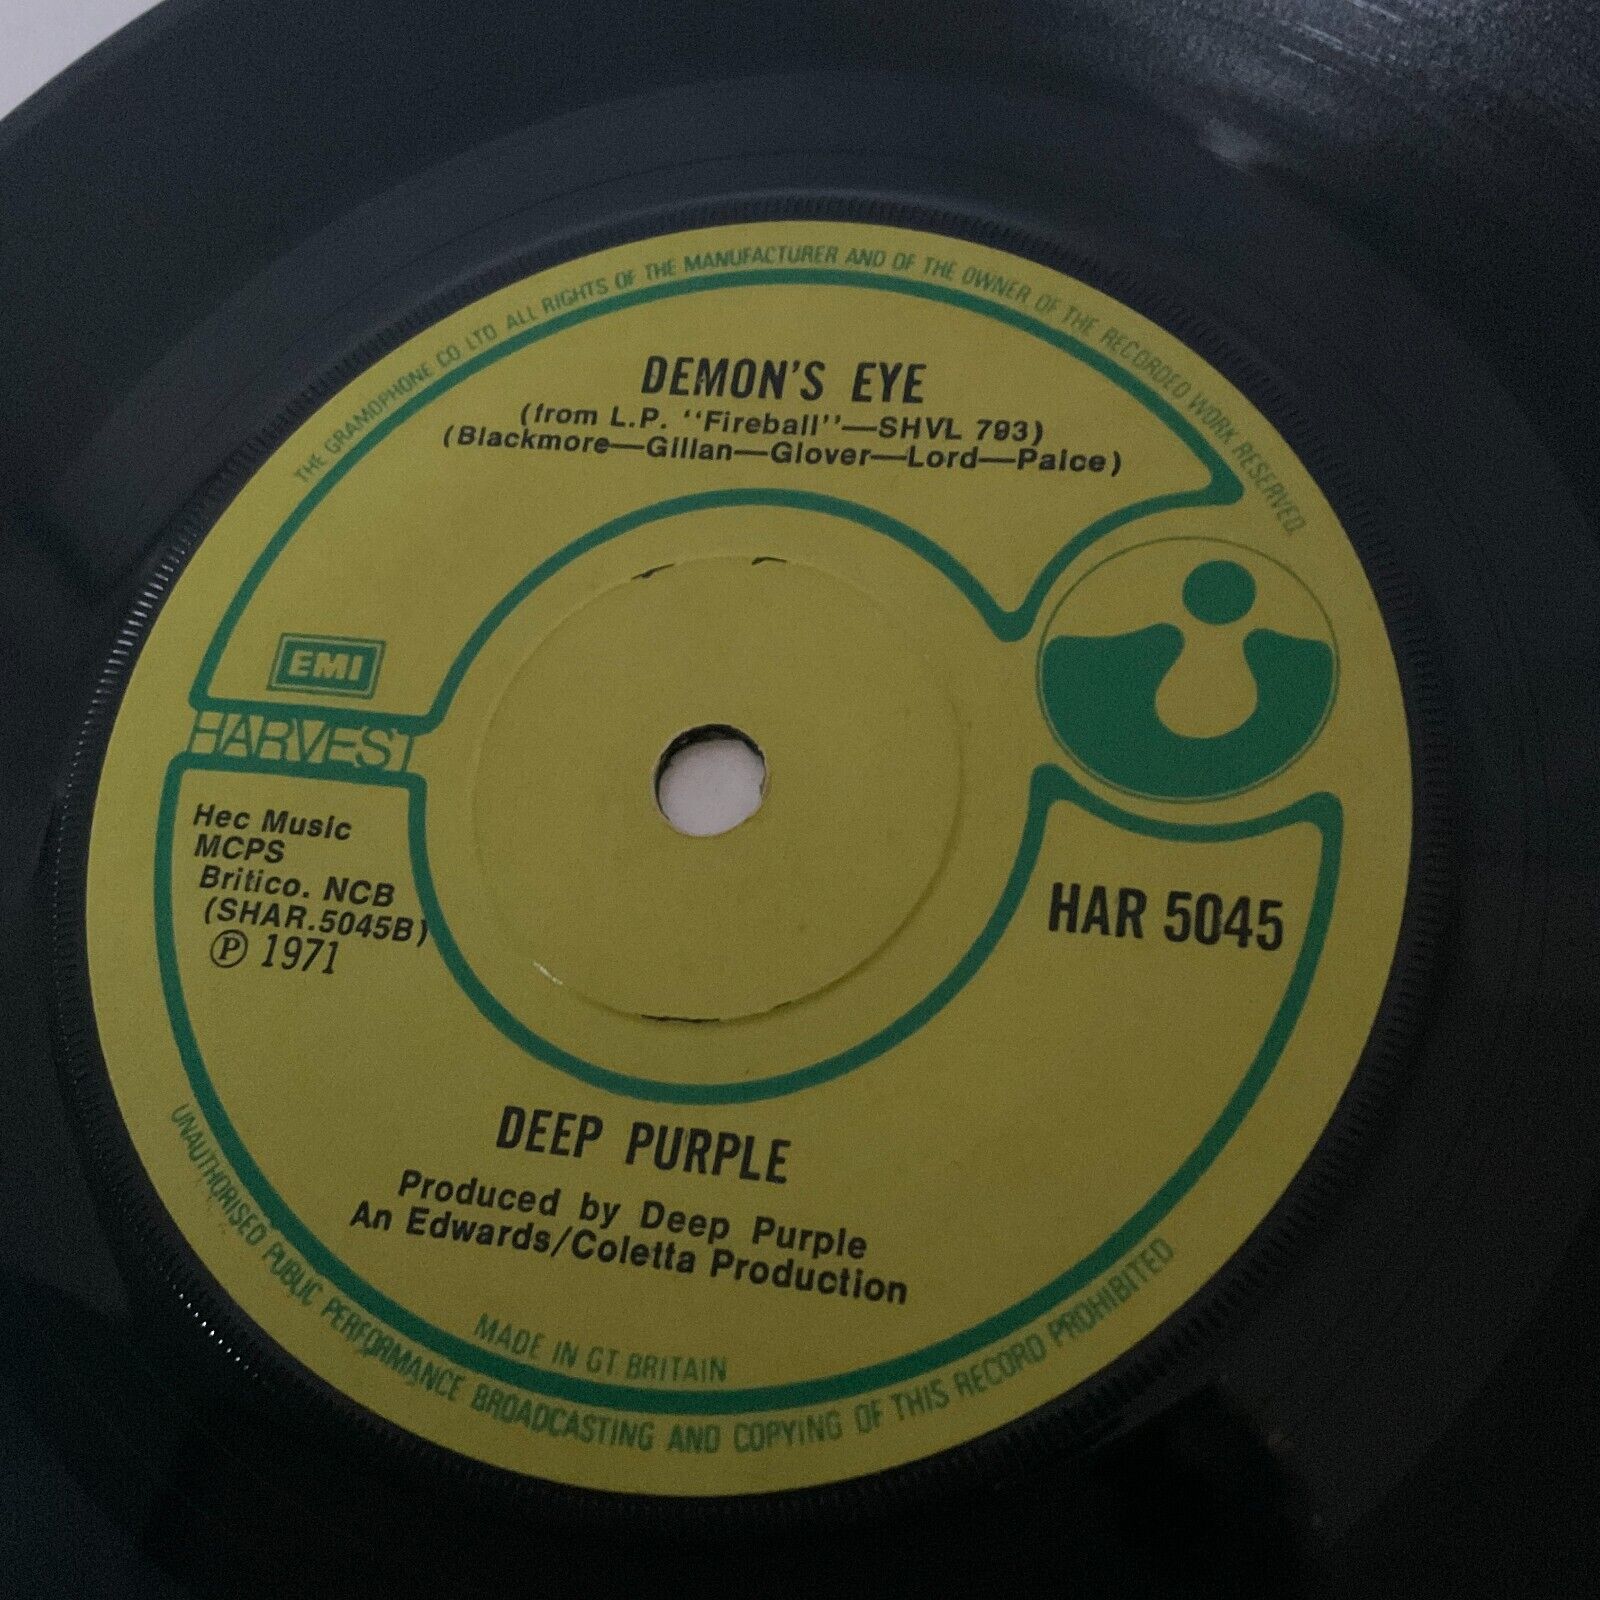 THE GRAMOPHONE CO LTD ALL RIGHTS OF THE MANUFACTURER AND OF THE OWNER OF THE RECORDED WORK RESERVED.
DEMON'S EYE
(from L.P. "Fireball"—SHVL 793)
(Blackmore—Gillan—Glover—Lord—Paice)
EMI
HARVEST
Hec Music
MCPS
Britico. NCB
(SHAR.5045B)
℗ 1971
HAR 5045
DEEP PURPLE
Produced by Deep Purple
An Edwards/Coletta Production
MADE IN GT BRITAIN
UNAUTHORISED PUBLIC PERFORMANCE BROADCASTING AND COPYING OF THIS RECORD PROHIBITED